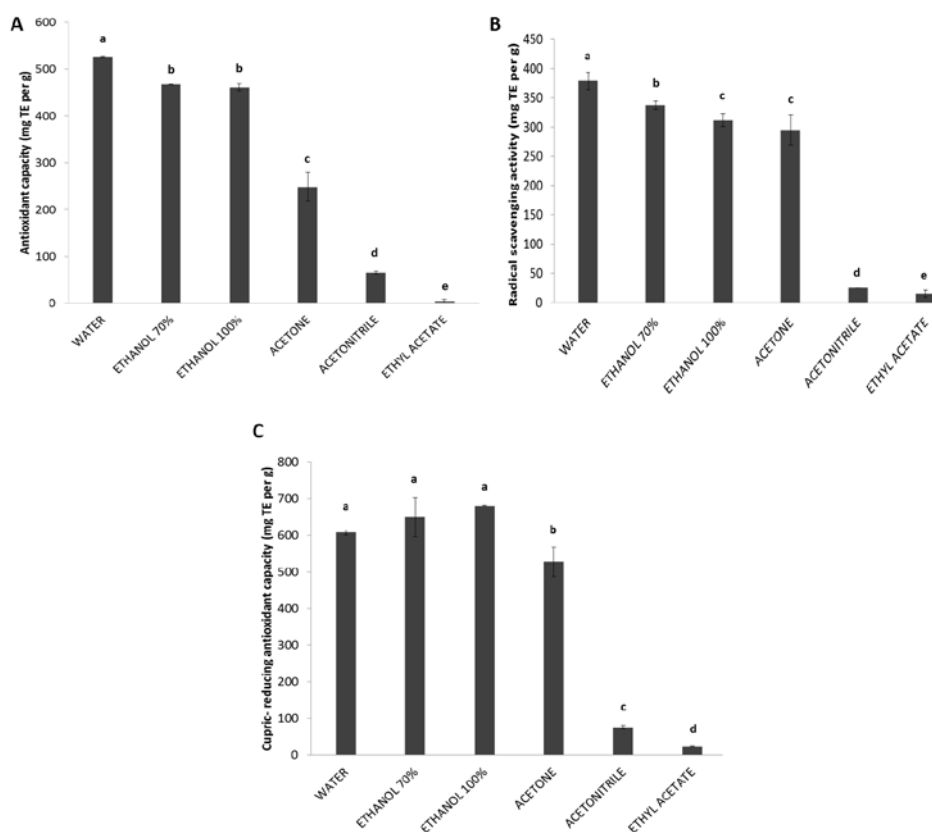 A
Antioxidant capacity (mg TE per g)
600
500
400
300
200
100
0
a
b
b
c
d
e
WATER
ETHANOL 70%
ETHANOL 100%
ACETONE
ACETONITRILE
ETHYL ACETATE
B
Radical scavenging activity (mg TE per g)
450
400
350
300
250
200
150
100
50
0
a
b
c
c
d
e
WATER
ETHANOL 70%
ETHANOL 100%
ACETONE
ACETONITRILE
ETHYL ACETATE
C
Cupric- reducing antioxidant capacity (mg TE per g)
800
700
600
500
400
300
200
100
0
a
a
a
b
c
d
WATER
ETHANOL 70%
ETHANOL 100%
ACETONE
ACETONITRILE
ETHYL ACETATE